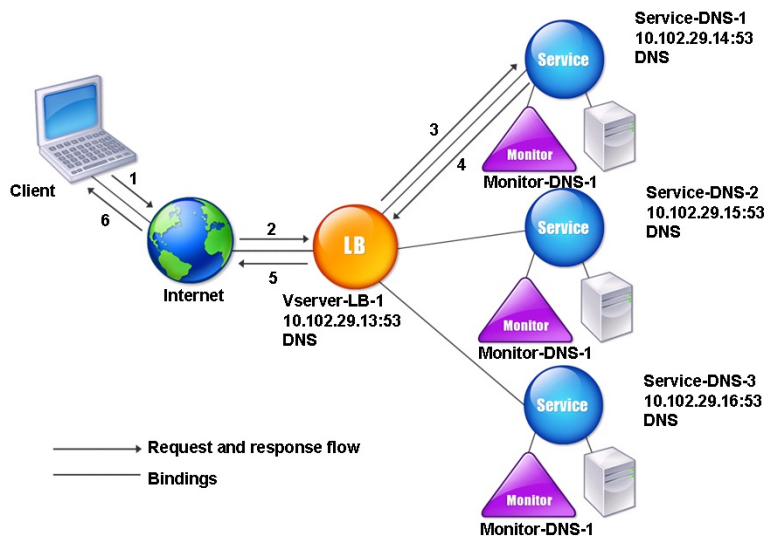 Service-DNS-1
10.102.29.14:53
DNS
Service
Monitor
Monitor-DNS-1
3
4
1
Client
6
2
LB
5
Internet
Vserver-LB-1
10.102.29.13:53
DNS
Service-DNS-2
10.102.29.15:53
DNS
Service
Monitor
Monitor-DNS-1
Service-DNS-3
10.102.29.16:53
DNS
Service
Monitor
Monitor-DNS-1
Request and response flow
Bindings